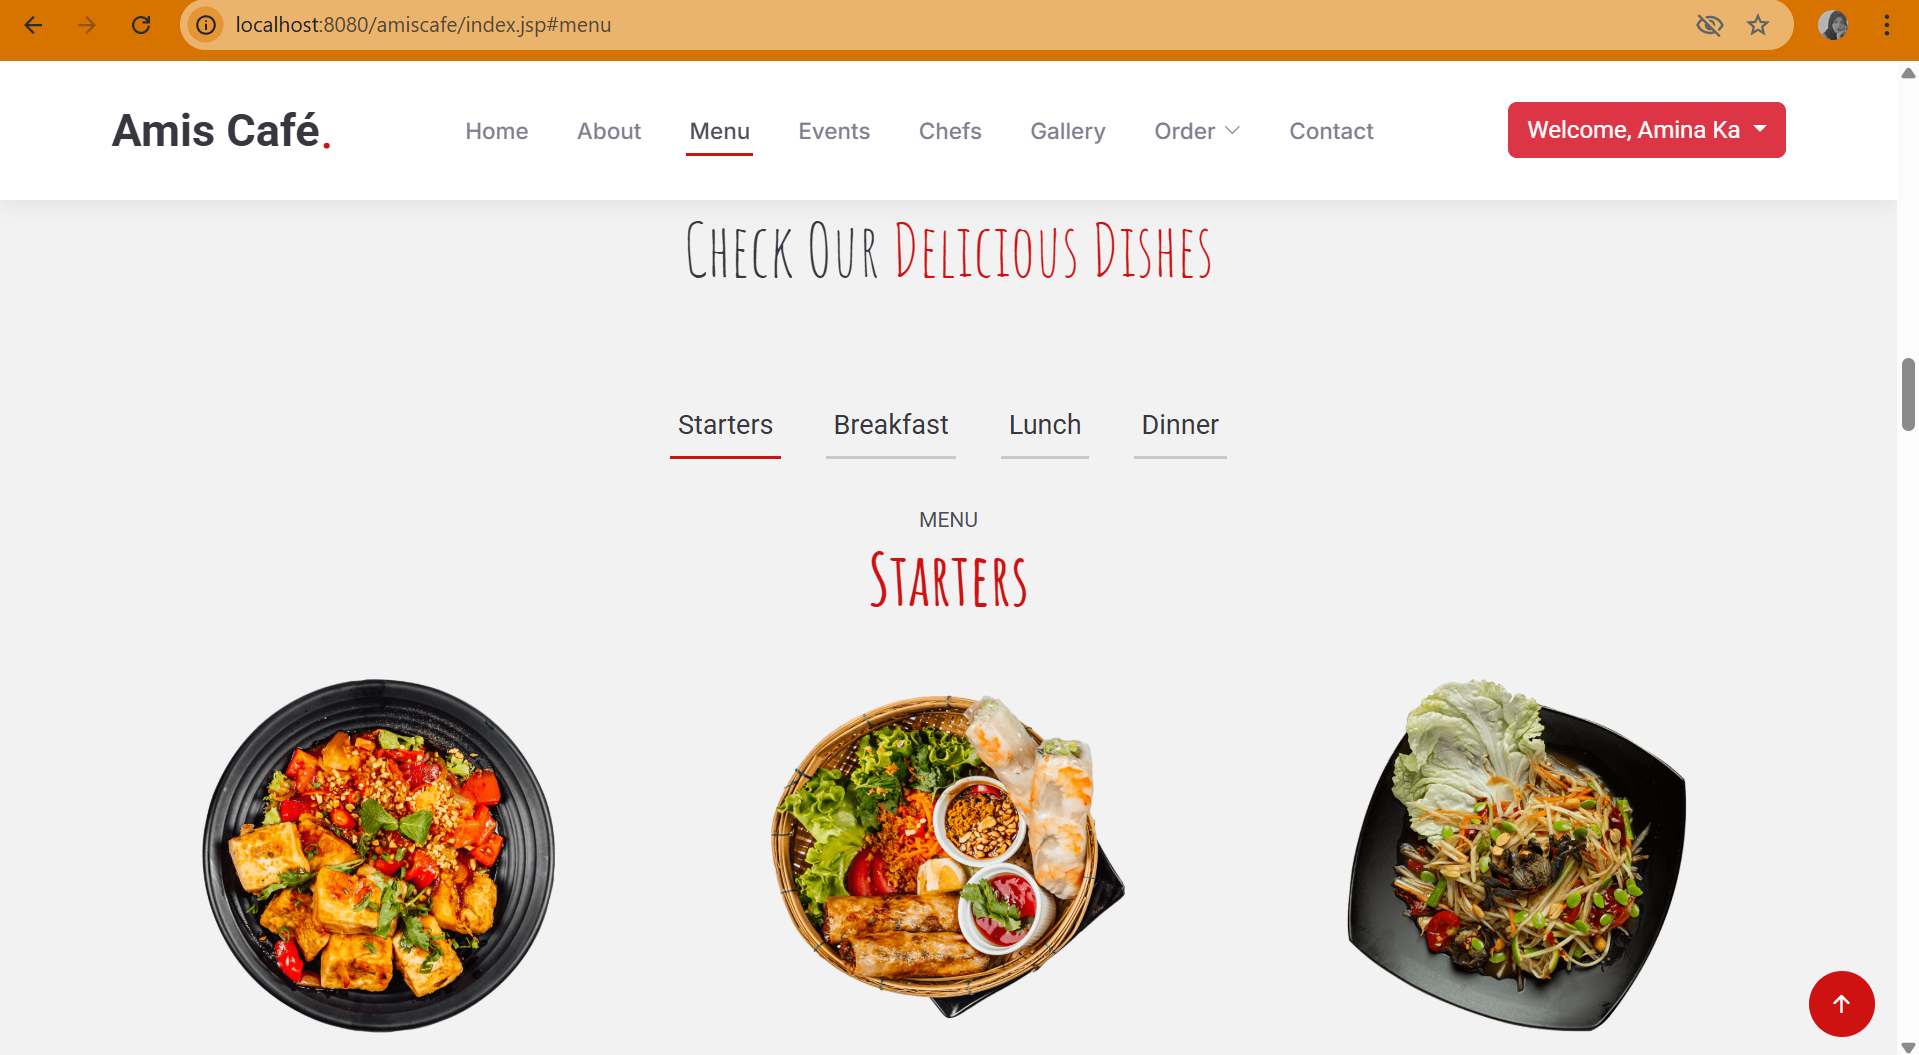 localhost:8080/amiscafe/index.jsp#menu
Amis Café.
Home
About
Menu
Events
Chefs
Gallery
Order
Contact
Welcome, Amina Ka
Check Our Delicious Dishes
Starters
Breakfast
Lunch
Dinner
MENU
Starters